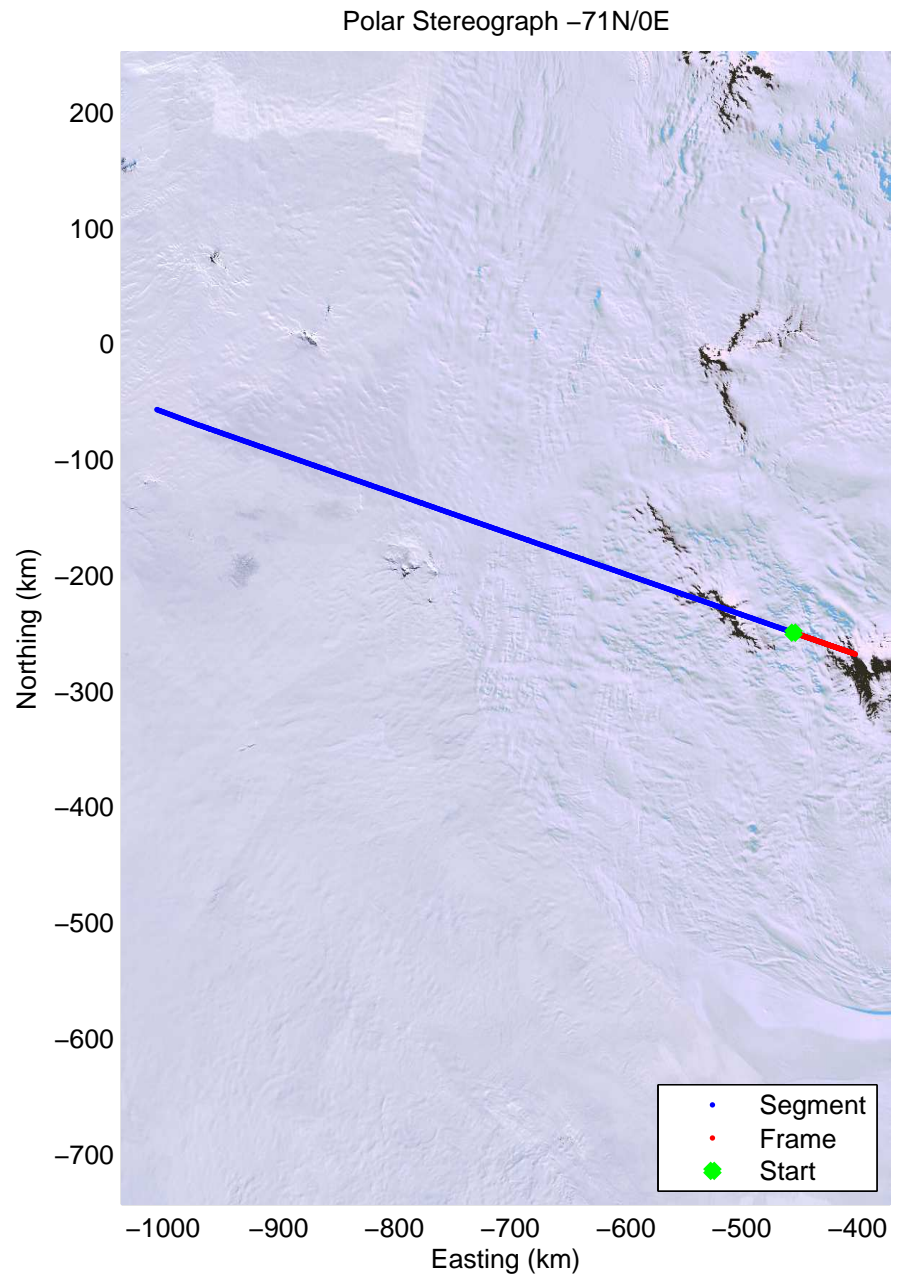 Polar Stereograph −71N/0E
200
100
0
−100
−200
−300
−400
−500
−600
−700
Northing (km)
Segment
Frame
Start
−1000 −900 −800 −700 −600 −500 −400
Easting (km)